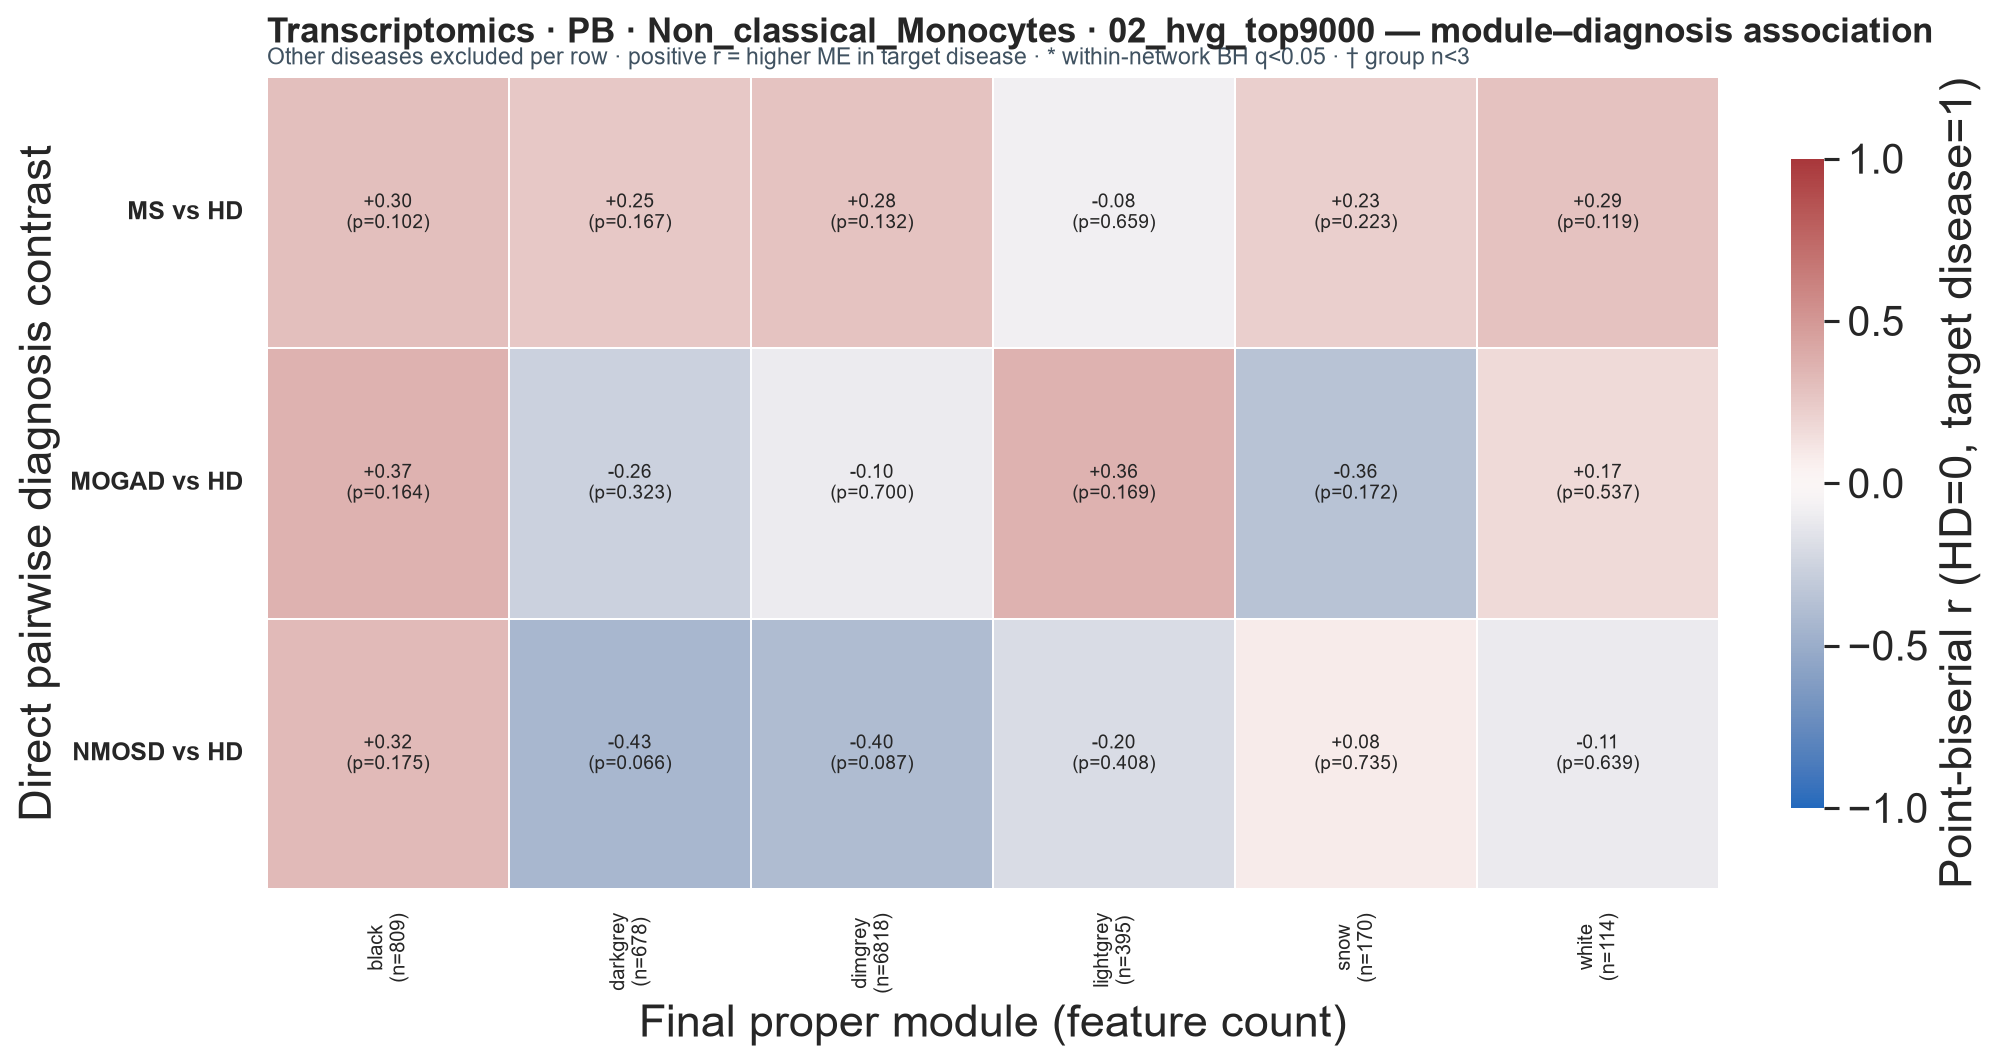 Transcriptomics · PB · Non_classical_Monocytes · 02_hvg_top9000 — module–diagnosis association
Other diseases excluded per row · positive r = higher ME in target disease · * within-network BH q<0.05 · † group n<3
Direct pairwise diagnosis contrast
MS vs HD
+0.30
(p=0.102)
+0.25
(p=0.167)
+0.28
(p=0.132)
-0.08
(p=0.659)
+0.23
(p=0.223)
+0.29
(p=0.119)
MOGAD vs HD
+0.37
(p=0.164)
-0.26
(p=0.323)
-0.10
(p=0.700)
+0.36
(p=0.169)
-0.36
(p=0.172)
+0.17
(p=0.537)
NMOSD vs HD
+0.32
(p=0.175)
-0.43
(p=0.066)
-0.40
(p=0.087)
-0.20
(p=0.408)
+0.08
(p=0.735)
-0.11
(p=0.639)
black
(n=809)
darkgrey
(n=678)
dimgrey
(n=6818)
lightgrey
(n=395)
snow
(n=170)
white
(n=114)
Final proper module (feature count)
1.0
0.5
0.0
−0.5
−1.0
Point-biserial r (HD=0, target disease=1)